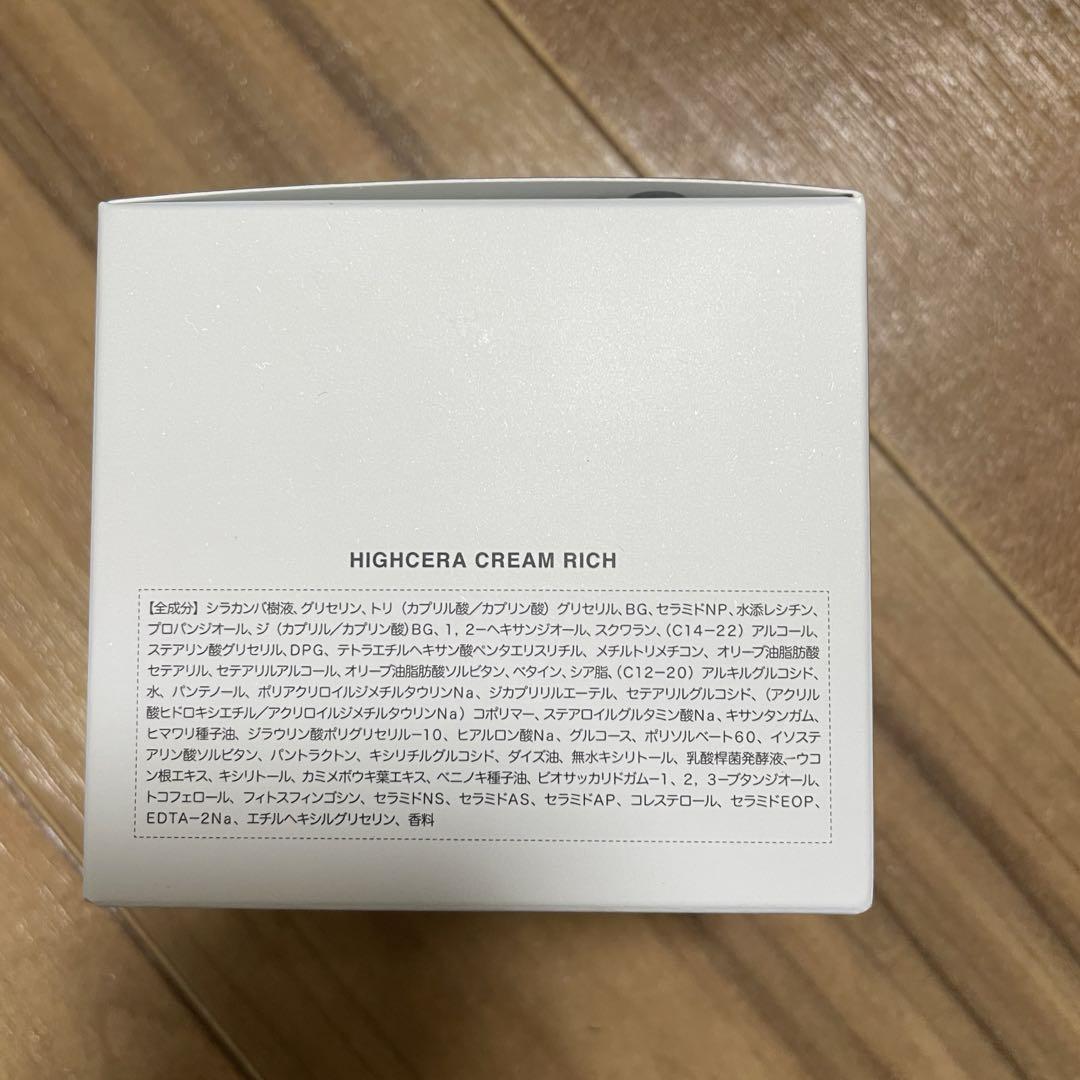 HIGHCERA CREAM RICH
【全成分】シラカンバ樹液、グリセリン、トリ（カプリル酸／カプリン酸）グリセリル、BG、セラミドNP、水添レシチン、
プロパンジオール、ジ（カプリル／カプリン酸）BG、1，2－ヘキサンジオール、スクワラン、（C14－22）アルコール、
ステアリン酸グリセリル、DPG、テトラエチルヘキサン酸ペンタエリスリチル、メチルトリメチコン、オリーブ油脂肪酸
セテアリル、セテアリルアルコール、オリーブ油脂肪酸ソルビタン、ベタイン、シア脂、（C12－20）アルキルグルコシド、
水、パンテノール、ポリアクリロイルジメチルタウリンNa、ジカプリリルエーテル、セテアリルグルコシド、（アクリル
酸ヒドロキシエチル／アクリロイルジメチルタウリンNa）コポリマー、ステアロイルグルタミン酸Na、キサンタンガム、
ヒマワリ種子油、ジラウリン酸ポリグリセリル－10、ヒアルロン酸Na、グルコース、ポリソルベート60、イソステ
アリン酸ソルビタン、パントラクトン、キシリチルグルコシド、ダイズ油、無水キシリトール、乳酸桿菌発酵液、ーウコ
ン根エキス、キシリトール、カミメボウキ葉エキス、ベニノキ種子油、ビオサッカリドガム－1、2，3－ブタンジオール、
トコフェロール、フィトスフィンゴシン、セラミドNS、セラミドAS、セラミドAP、コレステロール、セラミドEOP、
EDTA－2Na、エチルヘキシルグリセリン、香料